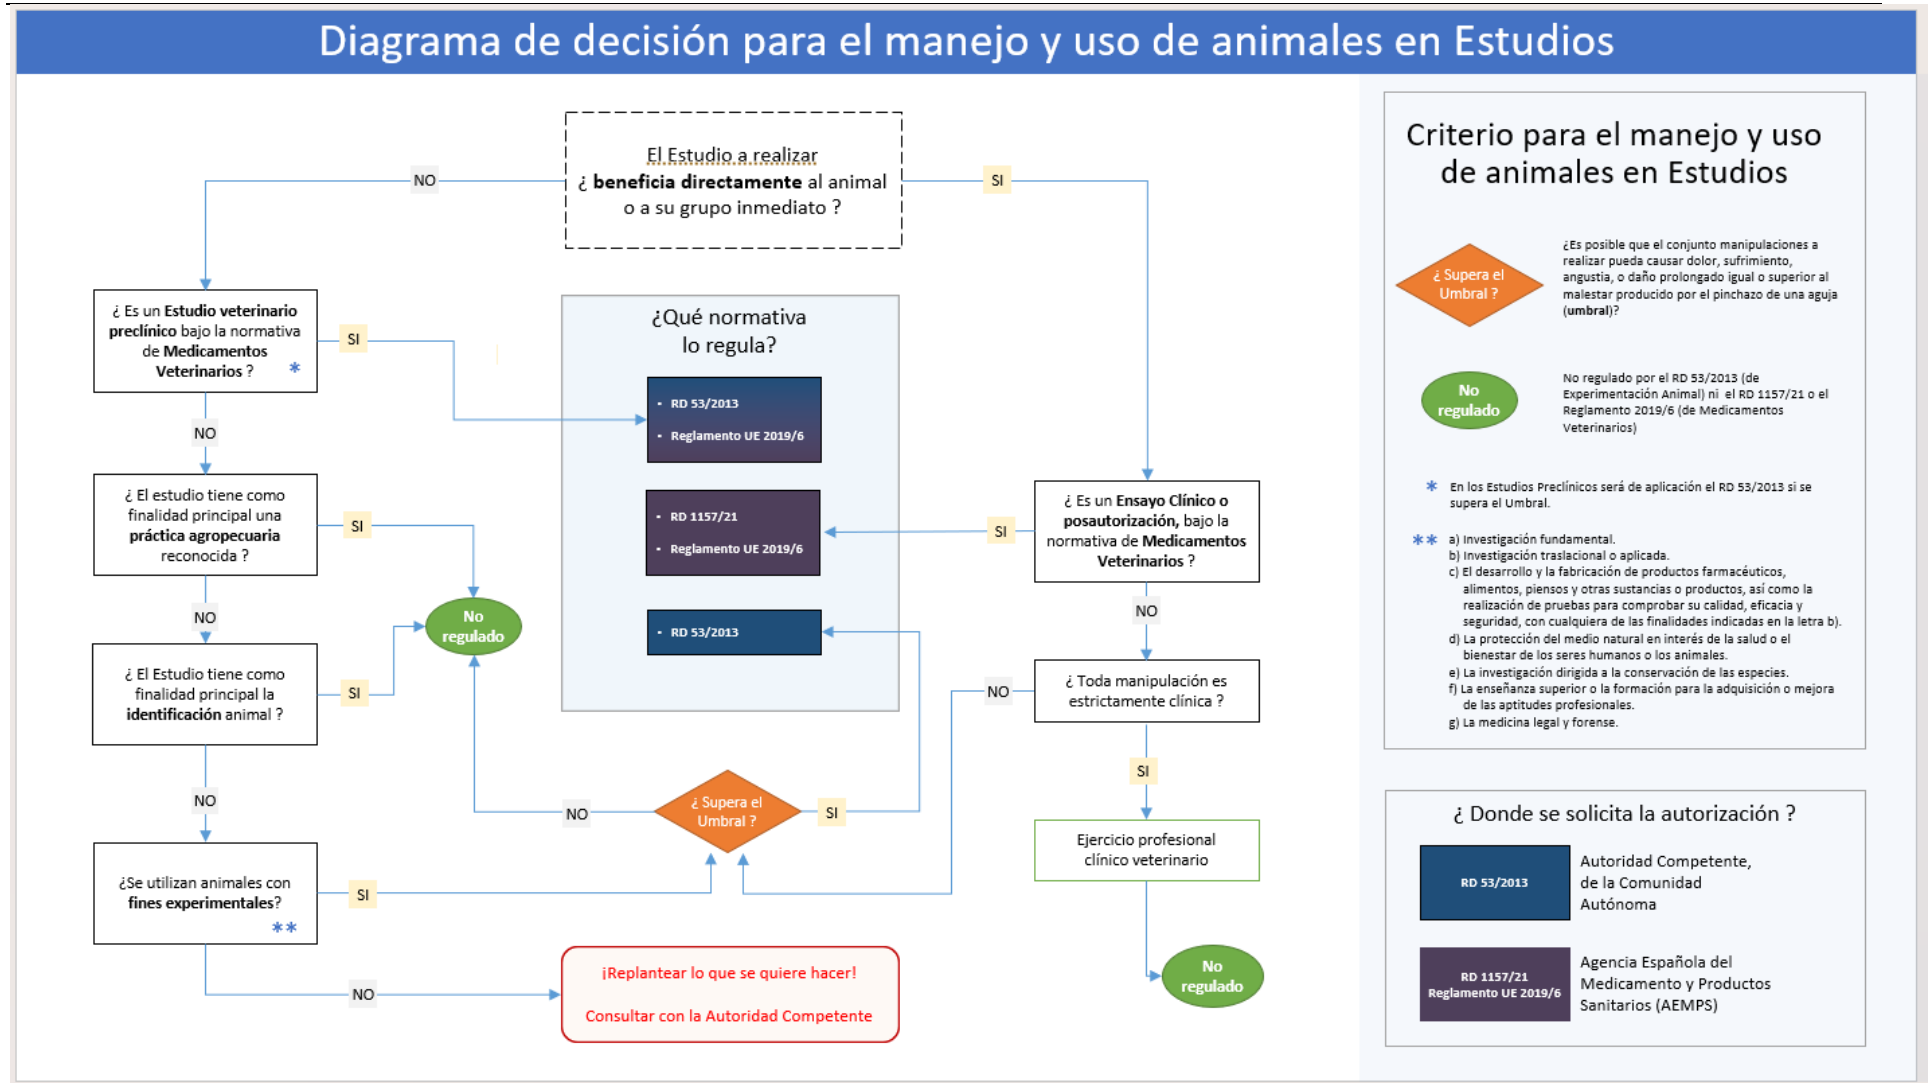 Diagrama de decisión para el manejo y uso de animales en Estudios
El Estudio a realizar
¿ beneficia directamente al animal
o a su grupo inmediato ?
NO
SI
¿ Es un Estudio veterinario
preclínico bajo la normativa
de Medicamentos
Veterinarios ?
*
SI
NO
¿ El estudio tiene como
finalidad principal una
práctica agropecuaria
reconocida ?
SI
NO
¿ El Estudio tiene como
finalidad principal la
identificación animal ?
SI
NO
¿Se utilizan animales con
fines experimentales?
**
SI
NO
No
regulado
¿Qué normativa
lo regula?
- RD 53/2013
- Reglamento UE 2019/6
- RD 1157/21
- Reglamento UE 2019/6
- RD 53/2013
NO
¿ Supera el
Umbral ?
SI
¡Replantear lo que se quiere hacer!
Consultar con la Autoridad Competente
SI
¿ Es un Ensayo Clínico o
posautorización, bajo la
normativa de Medicamentos
Veterinarios ?
NO
NO
¿ Toda manipulación es
estrictamente clínica ?
SI
Ejercicio profesional
clínico veterinario
No
regulado
Criterio para el manejo y uso
de animales en Estudios
¿ Supera el
Umbral ?
¿Es posible que el conjunto manipulaciones a
realizar pueda causar dolor, sufrimiento,
angustia, o daño prolongado igual o superior al
malestar producido por el pinchazo de una aguja
(umbral)?
No
regulado
No regulado por el RD 53/2013 (de
Experimentación Animal) ni el RD 1157/21 o el
Reglamento 2019/6 (de Medicamentos
Veterinarios)
* En los Estudios Preclínicos será de aplicación el RD 53/2013 si se
supera el Umbral.
** a) Investigación fundamental.
b) Investigación traslacional o aplicada.
c) El desarrollo y la fabricación de productos farmacéuticos,
alimentos, piensos y otras sustancias o productos, así como la
realización de pruebas para comprobar su calidad, eficacia y
seguridad, con cualquiera de las finalidades indicadas en la letra b).
d) La protección del medio natural en interés de la salud o el
bienestar de los seres humanos o los animales.
e) La investigación dirigida a la conservación de las especies.
f) La enseñanza superior o la formación para la adquisición o mejora
de las aptitudes profesionales.
g) La medicina legal y forense.
¿ Donde se solicita la autorización ?
RD 53/2013
Autoridad Competente,
de la Comunidad
Autónoma
RD 1157/21
Reglamento UE 2019/6
Agencia Española del
Medicamento y Productos
Sanitarios (AEMPS)